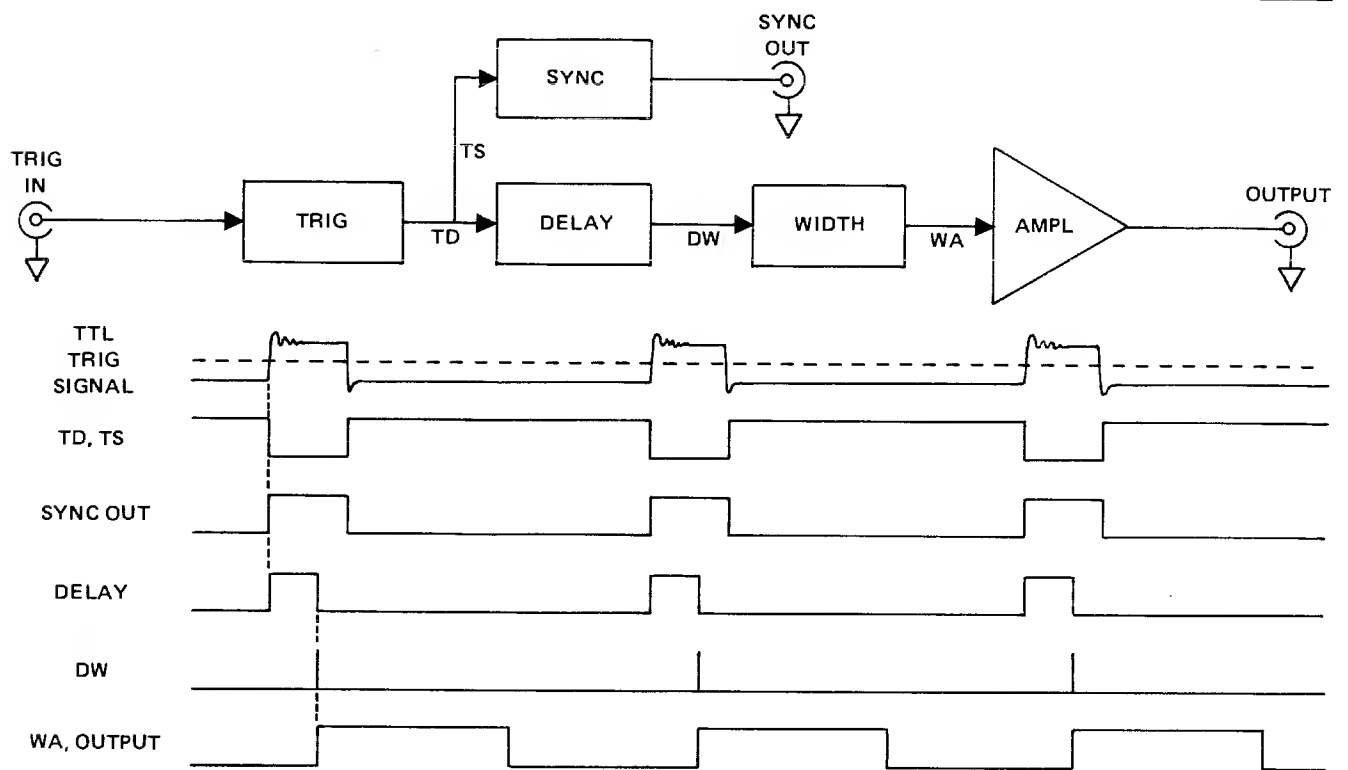 SYNC
OUT
SYNC
TS
TRIG
IN
TRIG
TD
DELAY
DW
WIDTH
WA
AMPL
OUTPUT
TTL
TRIG
SIGNAL
TD, TS
SYNC OUT
DELAY
DW
WA, OUTPUT